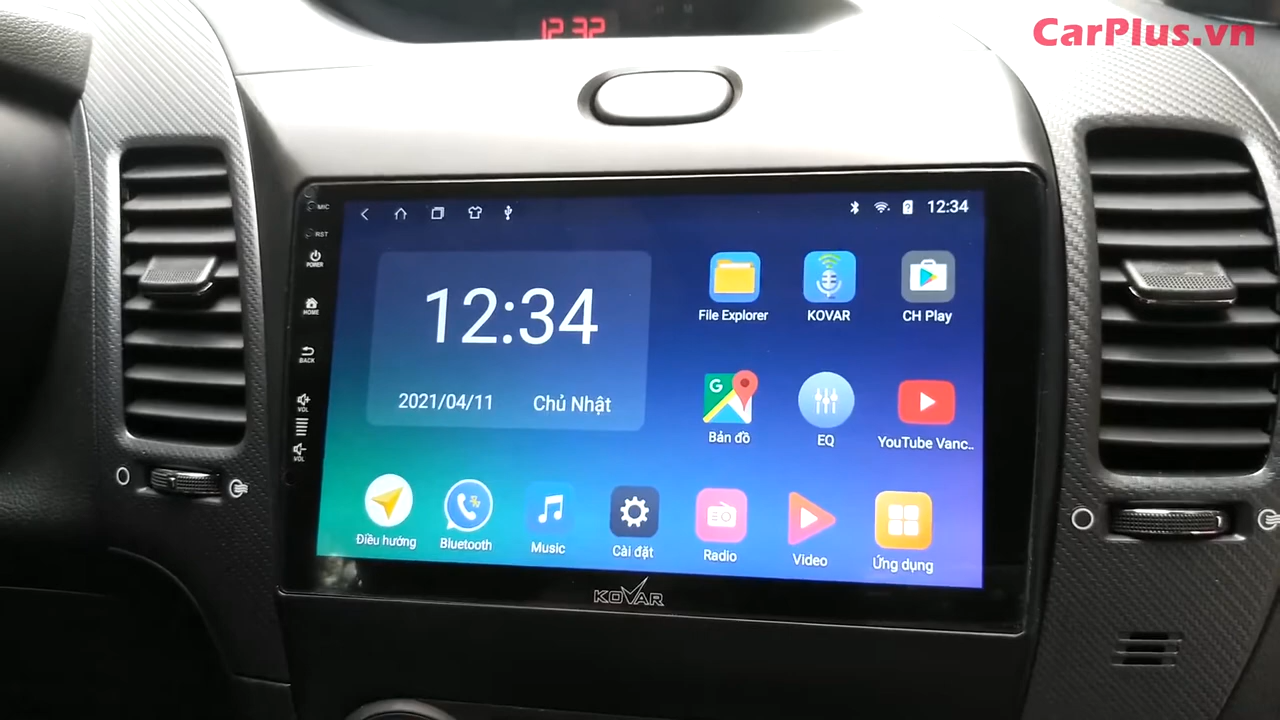 12:32
CarPlus.vn
MIC
RST
POWER
HOME
BACK
VOL
VOL
12:34
12:34
2021/04/11 Chủ Nhật
File Explorer
KOVAR
CH Play
G
Bản đồ
EQ
YouTube Vanc..
Điều hướng
Bluetooth
Music
Cài đặt
Radio
Video
Ứng dụng
KOVAR